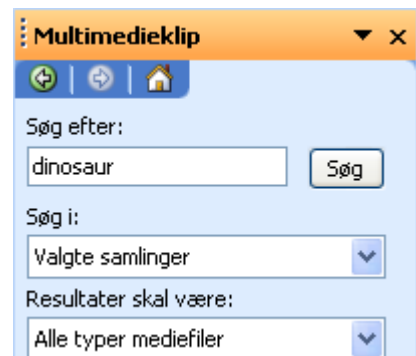 Multimedieklip
Søg efter:
dinosaur
Søg
Søg i:
Valgte samlinger
Resultater skal være:
Alle typer mediefiler